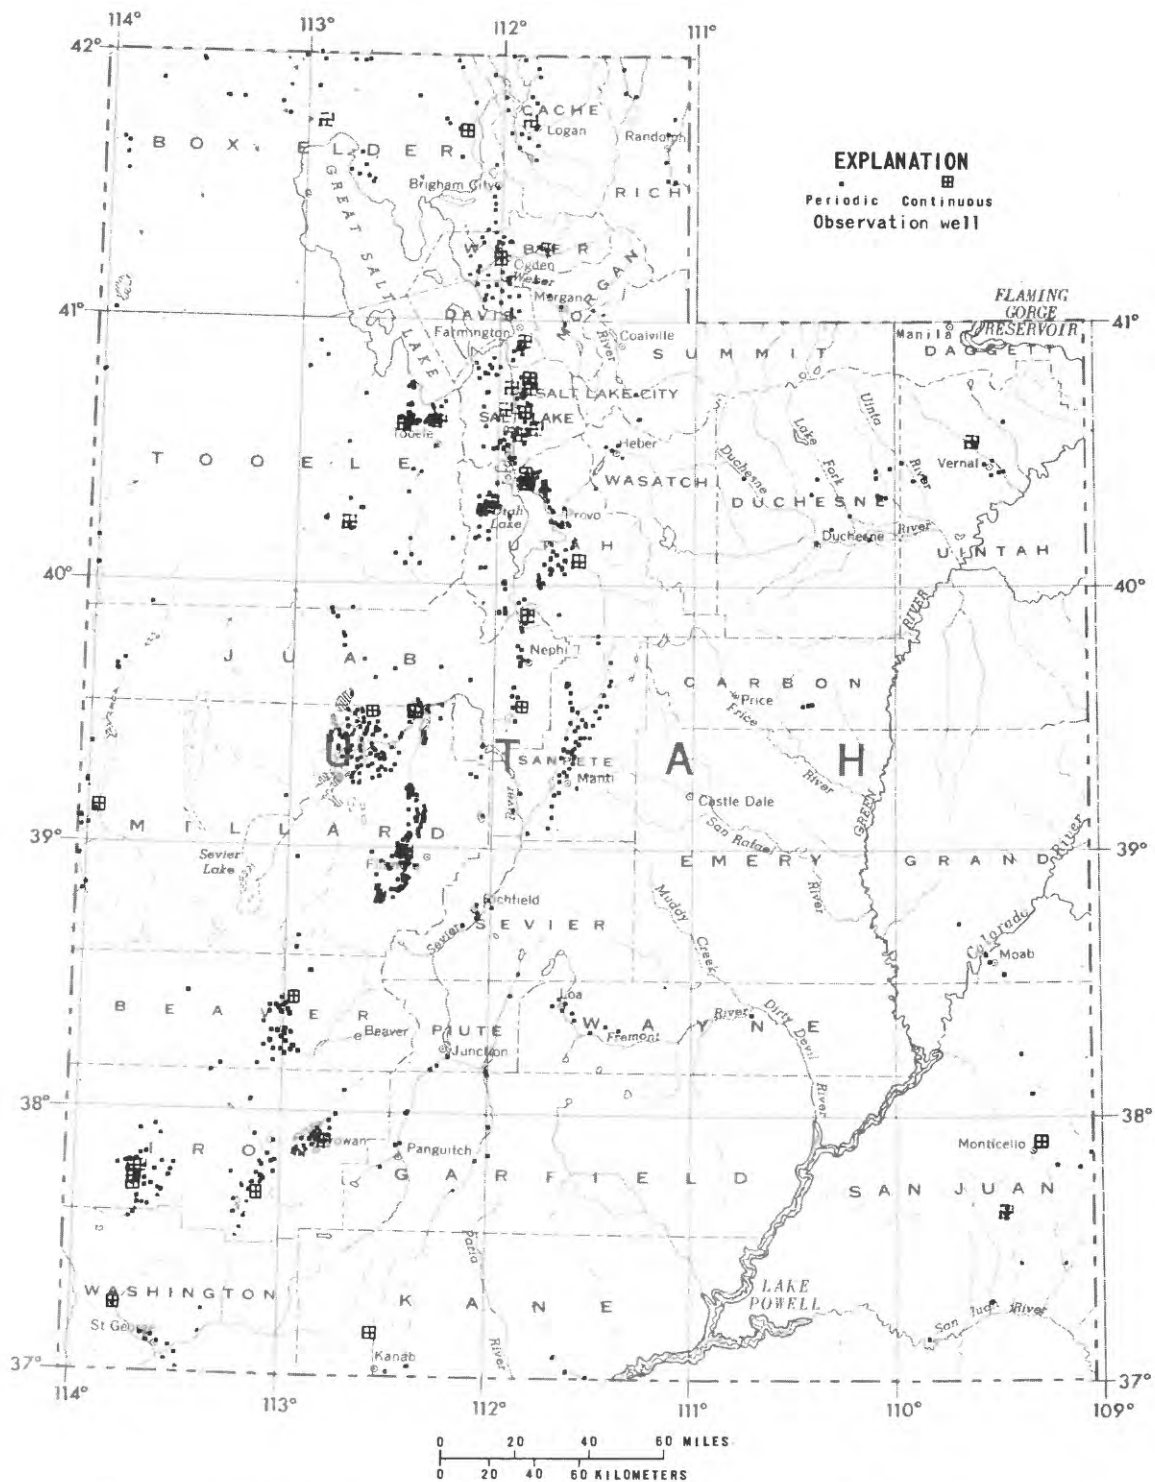 114°
113°
112°
111°
42°
CACHE
Logan
Randolph
BOX ELDER
EXPLANATION
Periodic Continuous
Observation well
Brigham City
RICH
GREAT SALT LAKE
WEBER
Ogden
Weber
MORGAN
Morgan
FLAMING
GORGE
RESERVOIR
41°
DAVIS
Farmington
River
Coalville
Manila
41°
SUMMIT
DAGGETT
SALT LAKE CITY
SALT LAKE
Uinta
River
Lake
Fork
Tooele
Heber
Vernal
TOOELE
WASATCH
Duchesne
DUCHESNE
Utah
Lake
Provo
Duchesne
River
UTAH
UINTAH
40°
40°
GREEN RIVER
JUAB
Nephi
CARBON
Price
Price
River
UTAH
SANPETE
Manti
River
Castle Dale
San Rafael
River
39°
MILLARD
39°
Sevier
Lake
EMERY
GRAND
Colorado River
Richfield
Sevier
SEVIER
Muddy
Creek
Moab
Loa
BEAVER
Beaver
PIUTE
Junction
WAYNE
Fremont
River
Dirty
Devil
River
38°
38°
Monticello
Panguitch
GARFIELD
SAN JUAN
Paria
River
WASHINGTON
KANE
LAKE
POWELL
St George
San Juan River
37°
Kanab
37°
114°
113°
112°
111°
110°
109°
0 20 40 60 MILES
0 20 40 60 KILOMETERS